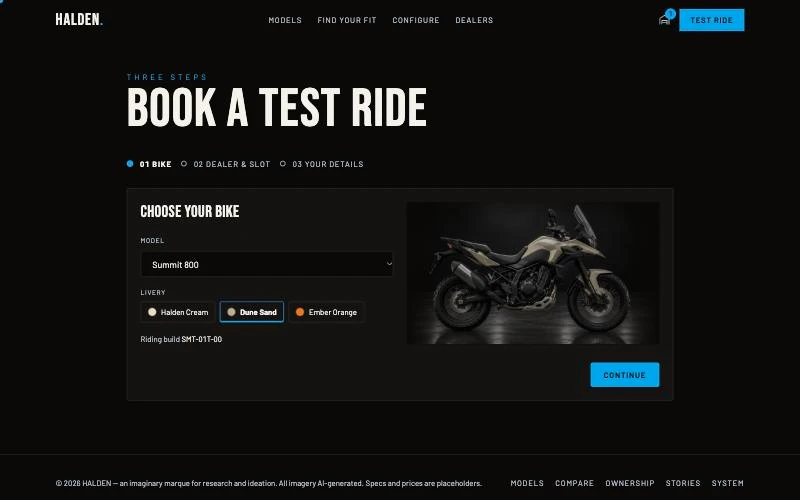 HALDEN.
MODELS FIND YOUR FIT CONFIGURE DEALERS
TEST RIDE
THREE STEPS
BOOK A TEST RIDE
01 BIKE 02 DEALER & SLOT 03 YOUR DETAILS
CHOOSE YOUR BIKE
MODEL
Summit 800
LIVERY
Halden Cream Dune Sand Ember Orange
Riding build SMT-01T-00
CONTINUE
© 2026 HALDEN — an imaginary marque for research and ideation. All imagery AI-generated. Specs and prices are placeholders.
MODELS COMPARE OWNERSHIP STORIES SYSTEM